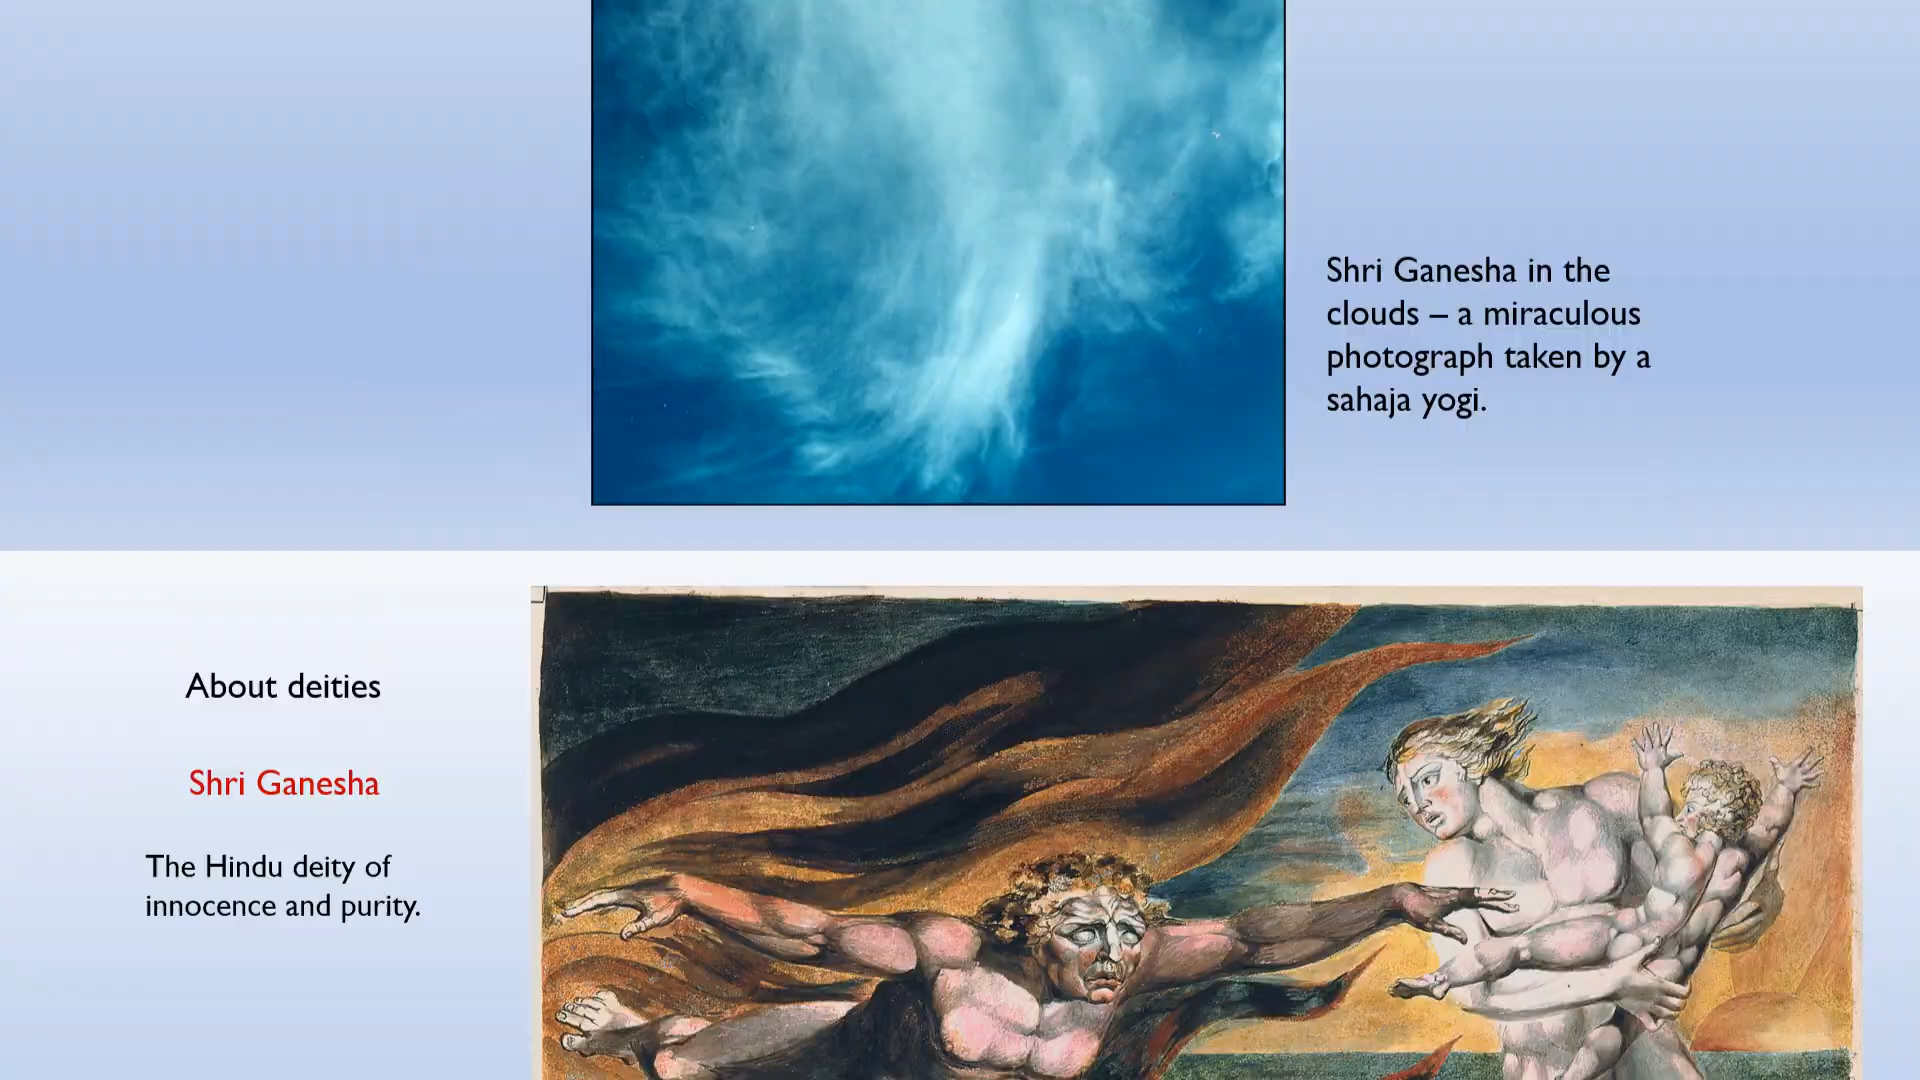 Shri Ganesha in the
clouds – a miraculous
photograph taken by a
sahaja yogi.
About deities
Shri Ganesha
The Hindu deity of
innocence and purity.